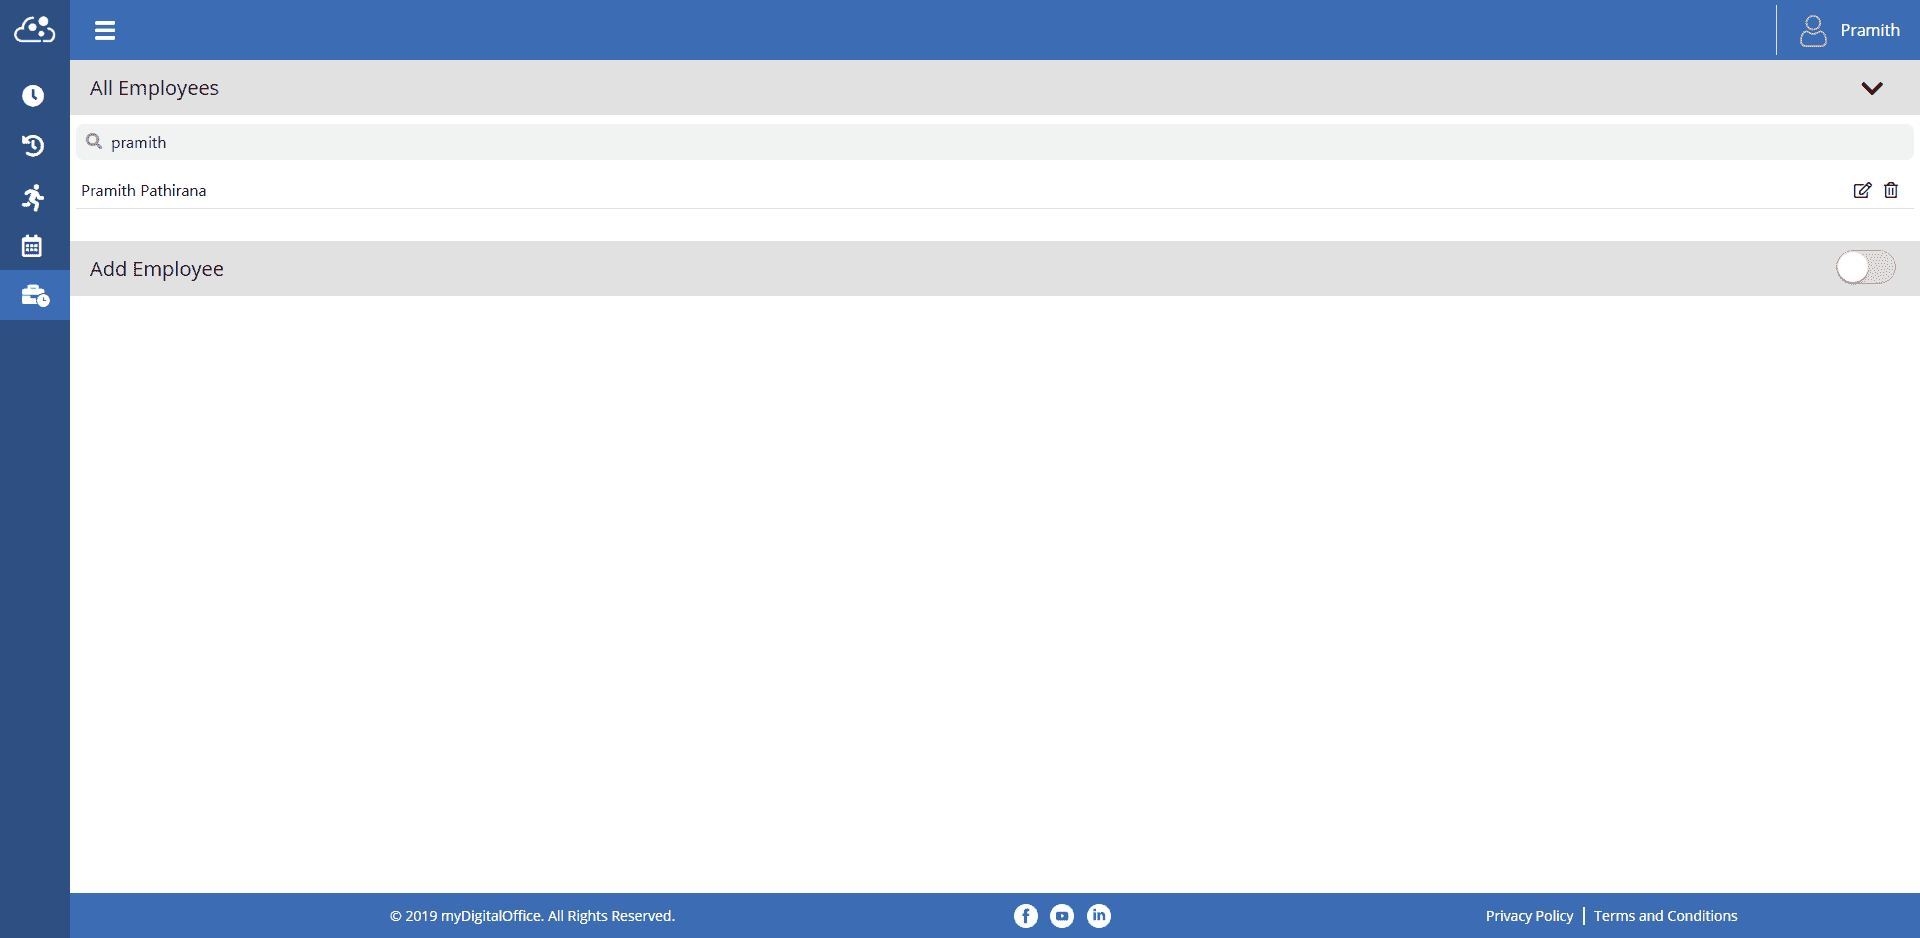 Pramith
All Employees
pramith
Pramith Pathirana
Add Employee
© 2019 myDigitalOffice. All Rights Reserved.
Privacy Policy | Terms and Conditions